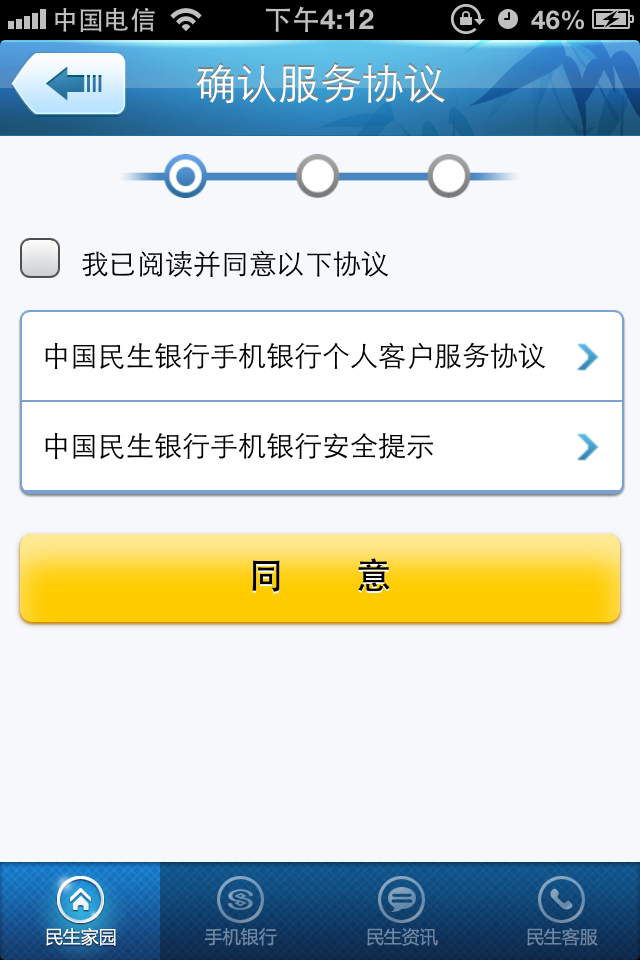 中国电信 下午4:12 46%
确认服务协议
我已阅读并同意以下协议
中国民生银行手机银行个人客户服务协议
中国民生银行手机银行安全提示
同 意
民生家园 手机银行 民生资讯 民生客服